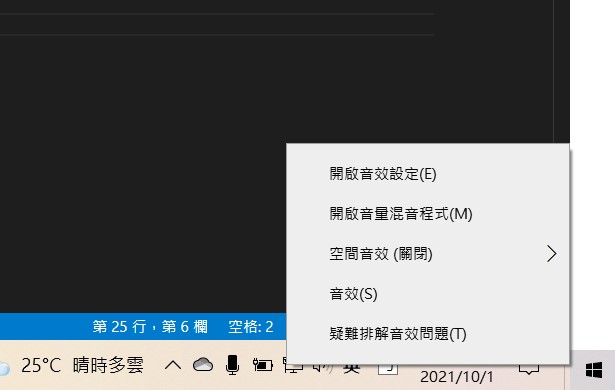 開啟音效設定(E)
開啟音量混音程式(M)
空間音效 (關閉)
音效(S)
疑難排解音效問題(T)
第 25 行，第 6 欄 空格: 2
25°C 晴時多雲
英
2021/10/1